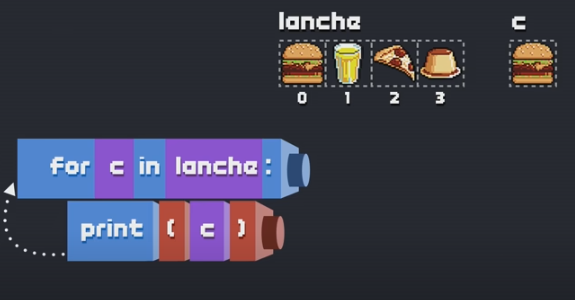 lanche c
0 1 2 3
for c in lanche :
print ( c )